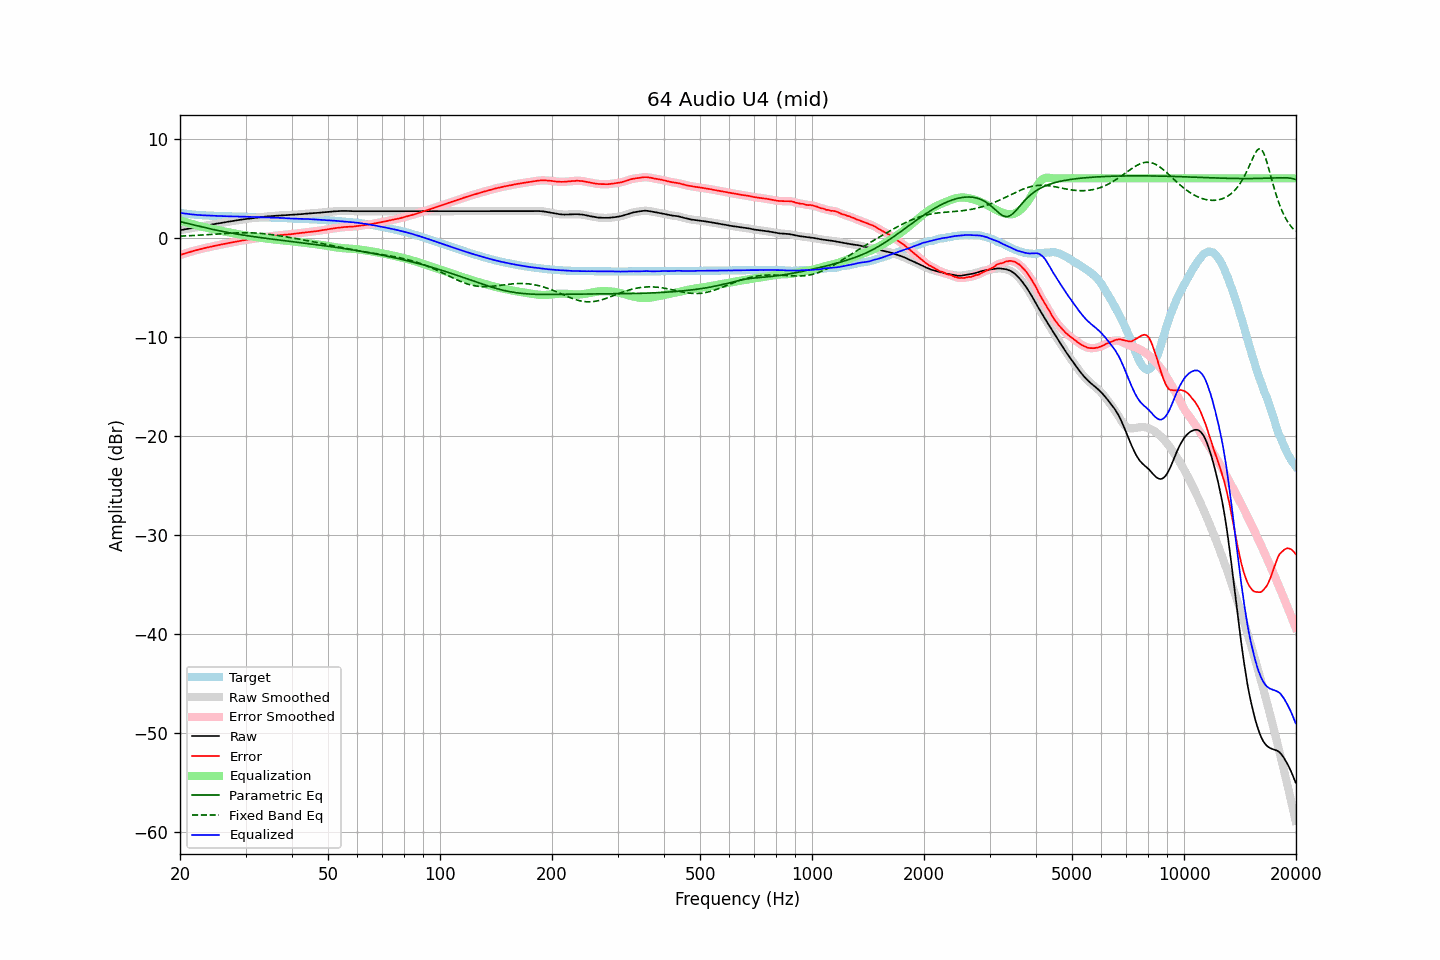 64 Audio U4 (mid)
10
0
−10
−20
−30
−40
−50
−60
Amplitude (dBr)
Target
Raw Smoothed
Error Smoothed
Raw
Error
Equalization
Parametric Eq
Fixed Band Eq
Equalized
20 50 100 200 500 1000 2000 5000 10000 20000
Frequency (Hz)